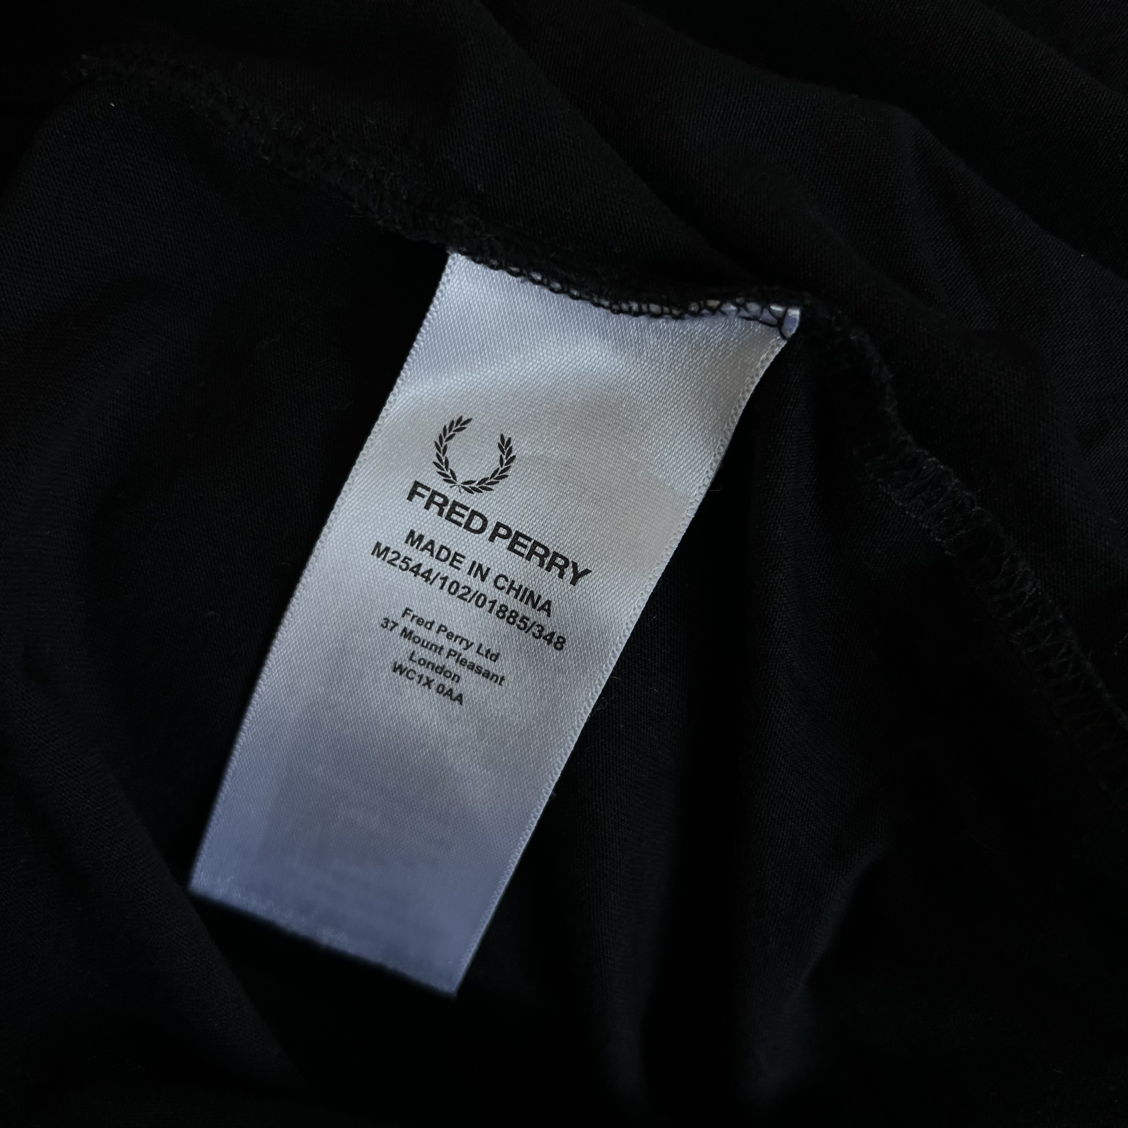 FRED PERRY
MADE IN CHINA
M2544/102/01885/348
Fred Perry Ltd
37 Mount Pleasant
London
WC1X 0AA